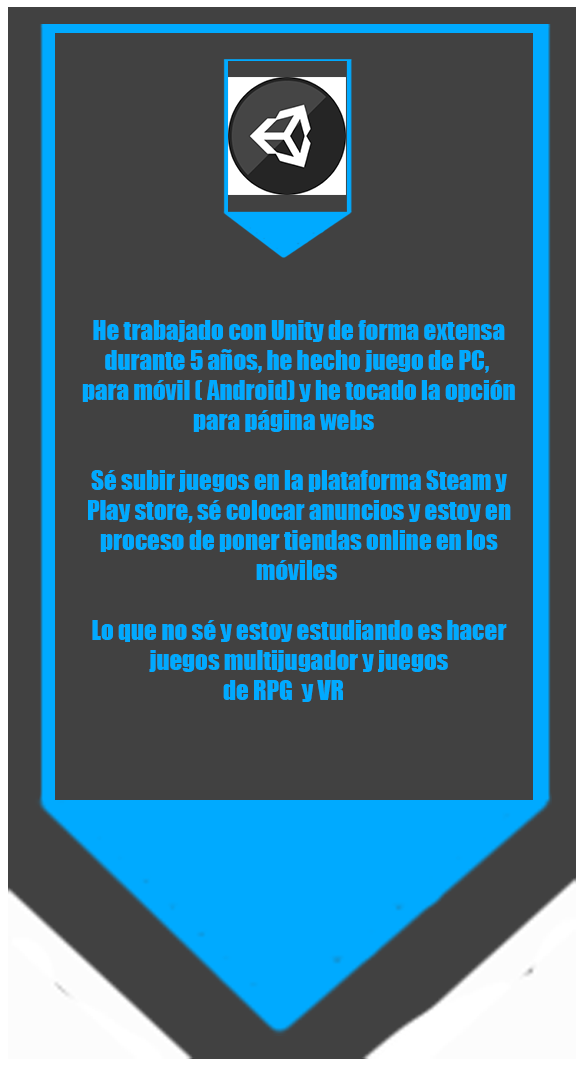 He trabajado con Unity de forma extensa
durante 5 años, he hecho juego de PC,
para móvil ( Android) y he tocado la opción
para página webs
Sé subir juegos en la plataforma Steam y
Play store, sé colocar anuncios y estoy en
proceso de poner tiendas online en los
móviles
Lo que no sé y estoy estudiando es hacer
juegos multijugador y juegos
de RPG  y VR